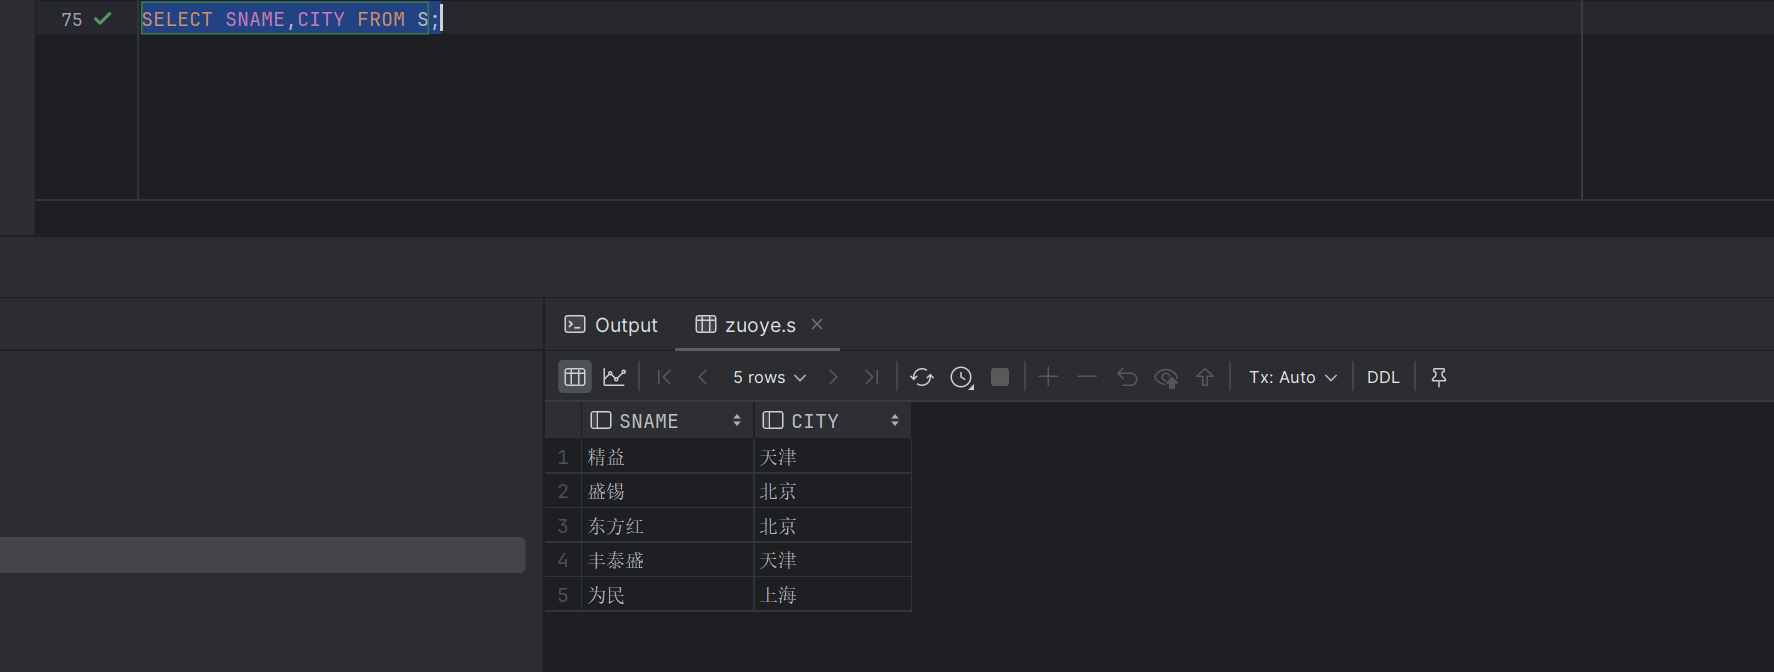 75 SELECT SNAME,CITY FROM S;
Output zuoye.s
5 rows Tx: Auto DDL
SNAME CITY
1 精益 天津
2 盛锡 北京
3 东方红 北京
4 丰泰盛 天津
5 为民 上海